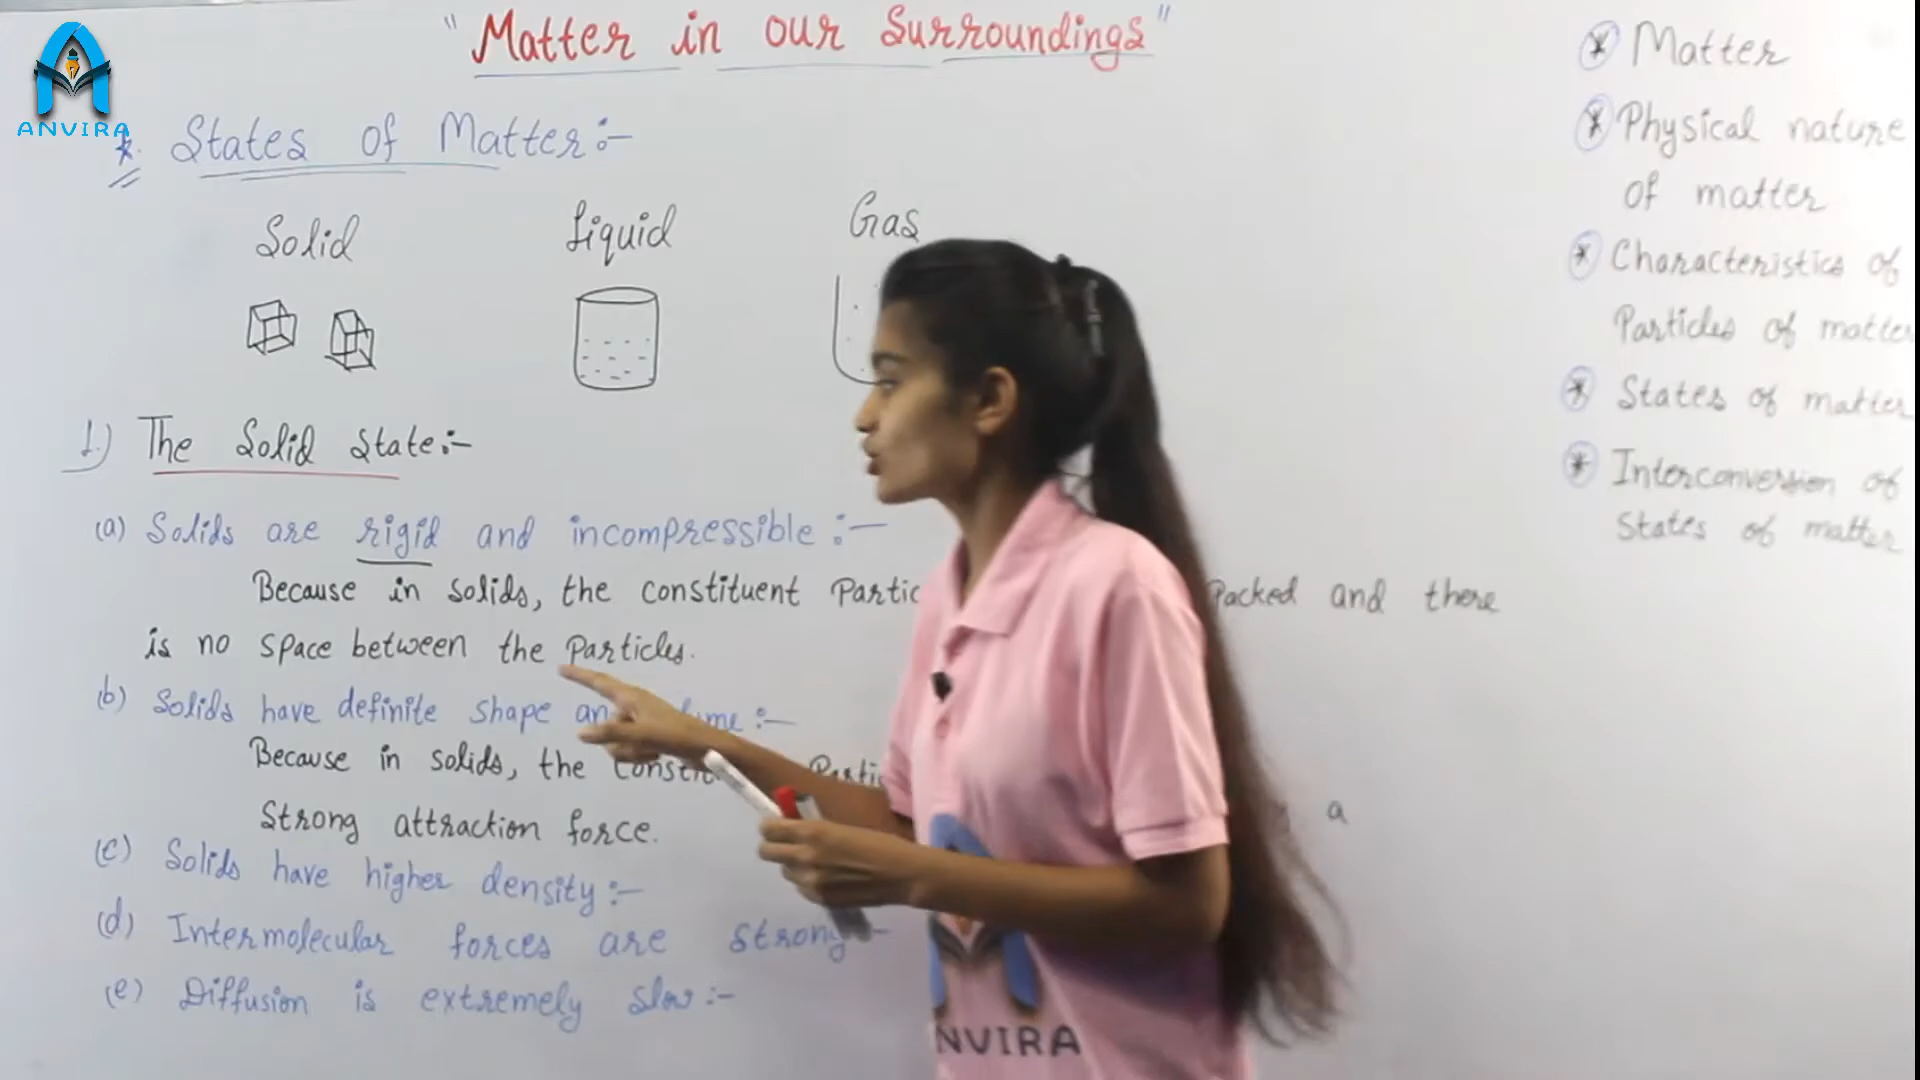 "Matter in our Surroundings"
ANVIRA
* States of Matter:-
Solid Liquid Gas
1.) The Solid State:-
(a) Solids are rigid and incompressible :-
Because in solids, the constituent Packed and there
is no space between the Particles.
(b) Solids have definite shape :-
Because in solids, the a
Strong attraction force.
(c) Solids have higher density:-
(d) Intermolecular forces are strong:-
(e) Diffusion is extremely slow:-
* Matter
* Physical nature
of matter
* Characteristics of
Particles of matter
* States of matter
* Interconversion of
States of matter
NVIRA